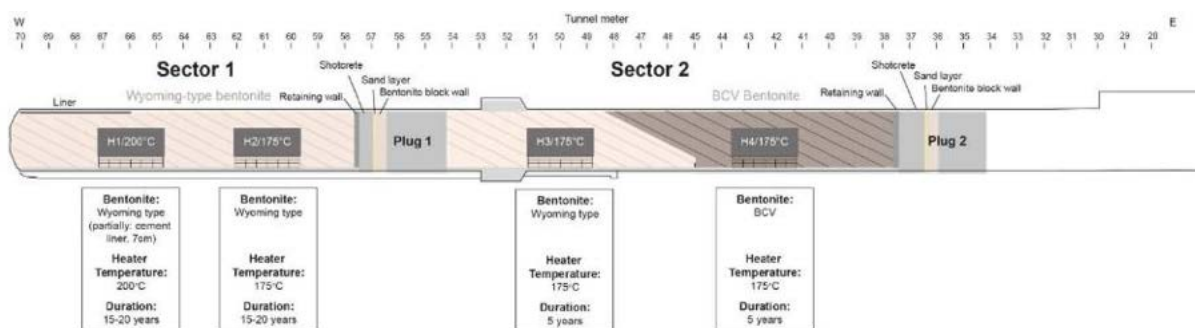 W Tunnel meter E
70 69 68 67 66 65 64 63 62 61 60 59 58 57 56 55 54 53 52 51 50 49 48 47 46 45 44 43 42 41 40 39 38 37 36 35 34 33 32 31 30 29 28
Sector 1
Shotcrete
Sand layer
Bentonite block wall
Retaining wall
Wyoming-type bentonite
Liner
Sector 2
BCV Bentonite
Shotcrete
Sand layer
Bentonite block wall
Retaining wall
H1/200°C
H2/175°C
Plug 1
H3/175°C
H4/175°C
Plug 2
Bentonite:
Wyoming type
(partially: cement
liner, 7cm)
Heater
Temperature:
200°C
Duration:
15-20 years
Bentonite:
Wyoming type
Heater
Temperature:
175°C
Duration:
15-20 years
Bentonite:
Wyoming type
Heater
Temperature:
175°C
Duration:
5 years
Bentonite:
BCV
Heater
Temperature:
175°C
Duration:
5 years